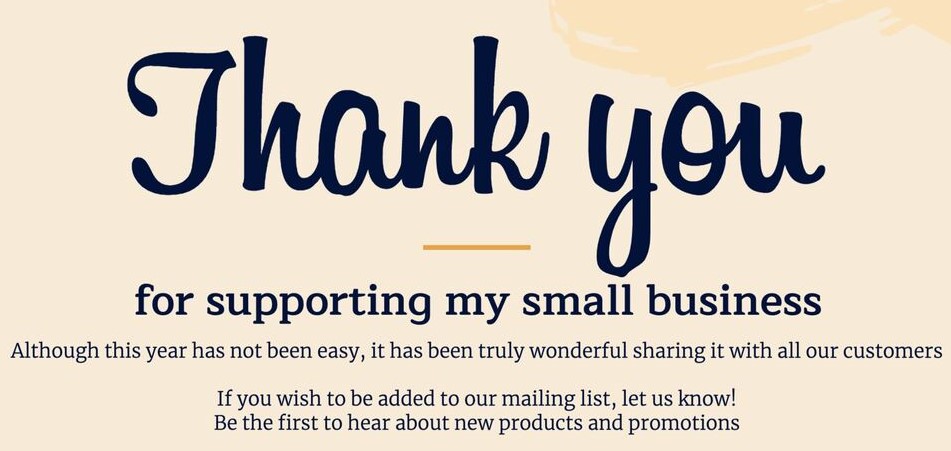 Thank you
for supporting my small business
Although this year has not been easy, it has been truly wonderful sharing it with all our customers
If you wish to be added to our mailing list, let us know!
Be the first to hear about new products and promotions